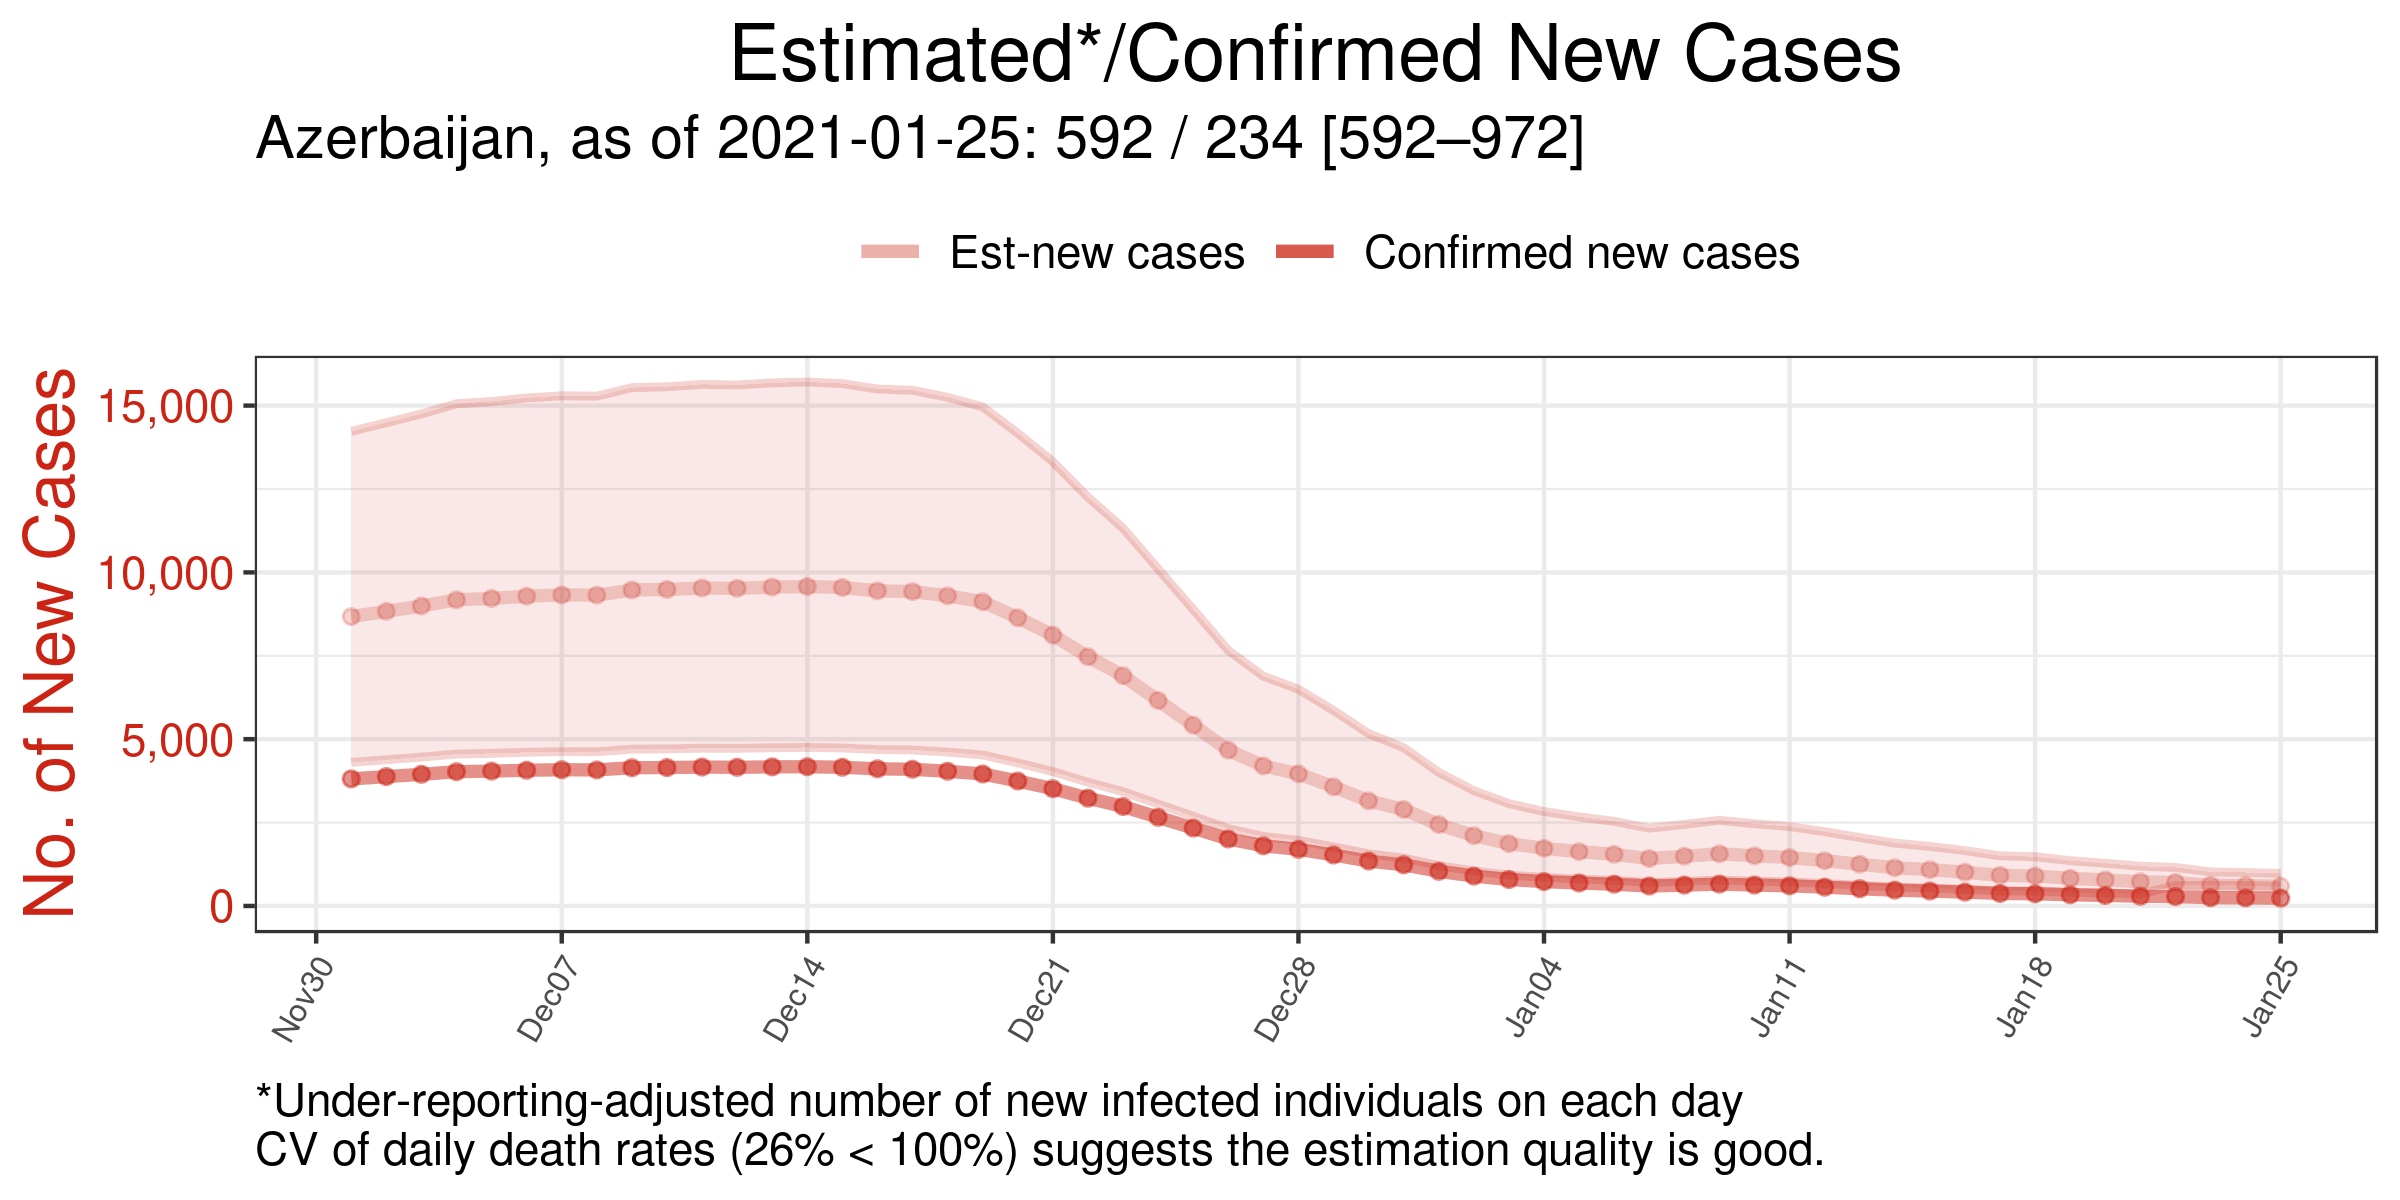 Estimated*/Confirmed New Cases
Azerbaijan, as of 2021-01-25: 592 / 234 [592–972]
Est-new cases
Confirmed new cases
No. of New Cases
15,000
10,000
5,000
0
Nov30
Dec07
Dec14
Dec21
Dec28
Jan04
Jan11
Jan18
Jan25
*Under-reporting-adjusted number of new infected individuals on each day
CV of daily death rates (26% < 100%) suggests the estimation quality is good.